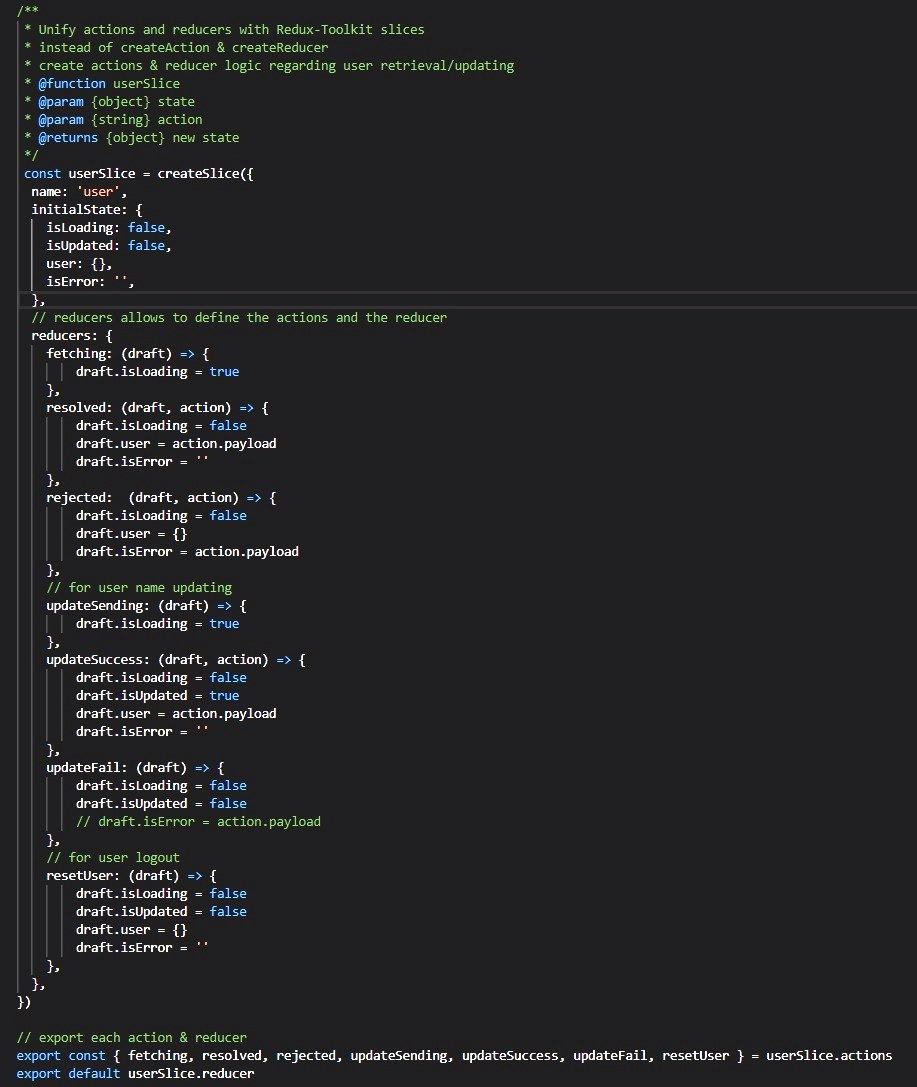 /**
 * Unify actions and reducers with Redux-Toolkit slices
 * instead of createAction & createReducer
 * create actions & reducer logic regarding user retrieval/updating
 * @function userSlice
 * @param {object} state
 * @param {string} action
 * @returns {object} new state
 */
 const userSlice = createSlice({
  name: 'user',
  initialState: {
    isLoading: false,
    isUpdated: false,
    user: {},
    isError: '',
  },
  // reducers allows to define the actions and the reducer
  reducers: {
    fetching: (draft) => {
        draft.isLoading = true
    },
    resolved: (draft, action) => {
        draft.isLoading = false
        draft.user = action.payload
        draft.isError = ''
    },
    rejected:  (draft, action) => {
        draft.isLoading = false
        draft.user = {}
        draft.isError = action.payload
    },
    // for user name updating
    updateSending: (draft) => {
        draft.isLoading = true
    },
    updateSuccess: (draft, action) => {
        draft.isLoading = false
        draft.isUpdated = true
        draft.user = action.payload
        draft.isError = ''
    },
    updateFail: (draft) => {
        draft.isLoading = false
        draft.isUpdated = false
        // draft.isError = action.payload
    },
    // for user logout
    resetUser: (draft) => {
        draft.isLoading = false
        draft.isUpdated = false
        draft.user = {}
        draft.isError = ''
    },
  },
})

// export each action & reducer
export const { fetching, resolved, rejected, updateSending, updateSuccess, updateFail, resetUser } = userSlice.actions
export default userSlice.reducer